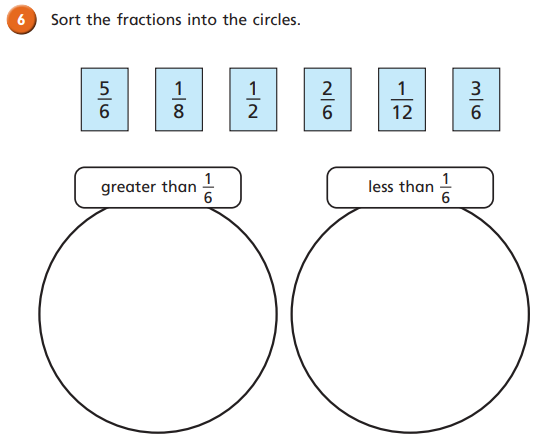 6 Sort the fractions into the circles.
5/6 1/8 1/2 2/6 1/12 3/6
greater than 1/6 less than 1/6